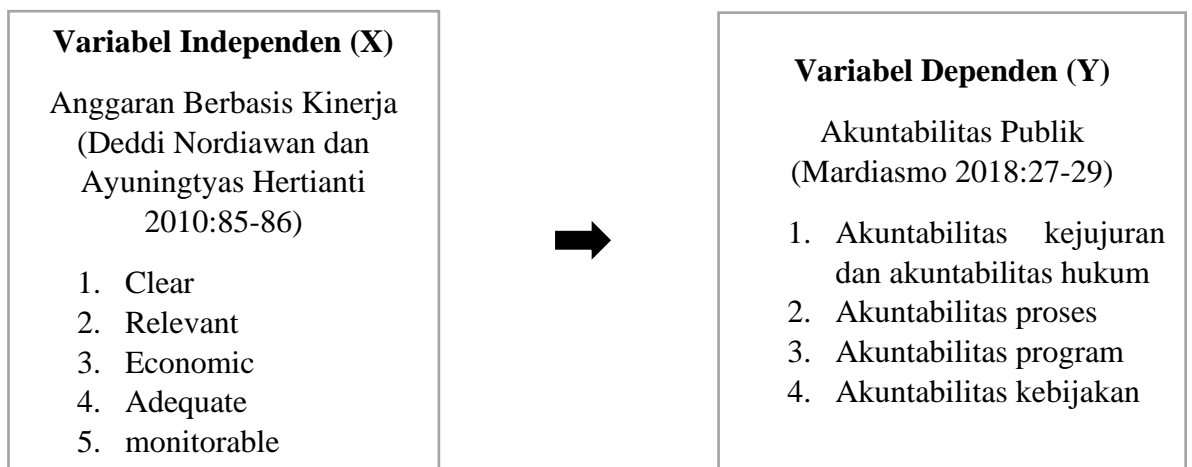 Variabel Independen (X)
Anggaran Berbasis Kinerja
(Deddi Nordiawan dan
Ayuningtyas Hertianti
2010:85-86)
1. Clear
2. Relevant
3. Economic
4. Adequate
5. monitorable
Variabel Dependen (Y)
Akuntabilitas Publik
(Mardiasmo 2018:27-29)
1. Akuntabilitas kejujuran
dan akuntabilitas hukum
2. Akuntabilitas proses
3. Akuntabilitas program
4. Akuntabilitas kebijakan